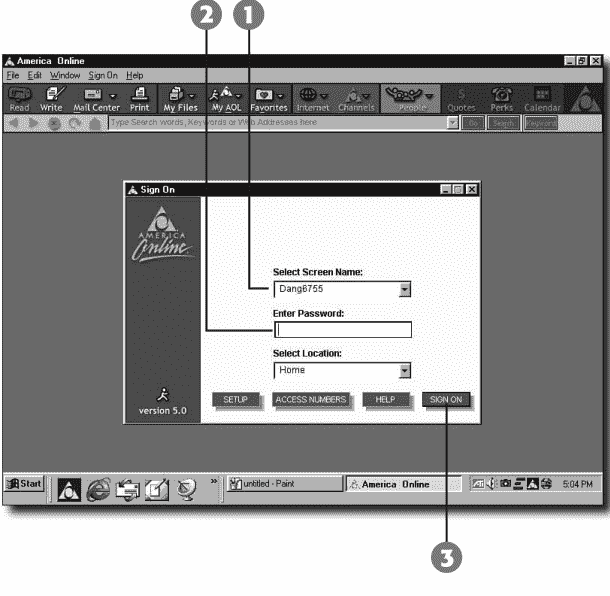 2 1
America Online
File Edit Window Sign On Help
Read Write Mail Center Print My Files My AOL Favorites Internet Channels People Quotes Perks Calendar
Type Search words, Keywords or Web Addresses here Go Search Keyword
Sign On
AMERICA
Online
Select Screen Name:
Dang6755
Enter Password:
Select Location:
Home
SETUP ACCESS NUMBERS HELP SIGN ON
version 5.0
Start » untitled - Paint America Online 5:04 PM
3